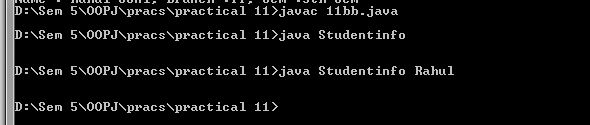 D:\Sem 5\OOPJ\pracs\practical 11>javac 11bb.java
D:\Sem 5\OOPJ\pracs\practical 11>java Studentinfo
D:\Sem 5\OOPJ\pracs\practical 11>java Studentinfo Rahul
D:\Sem 5\OOPJ\pracs\practical 11>